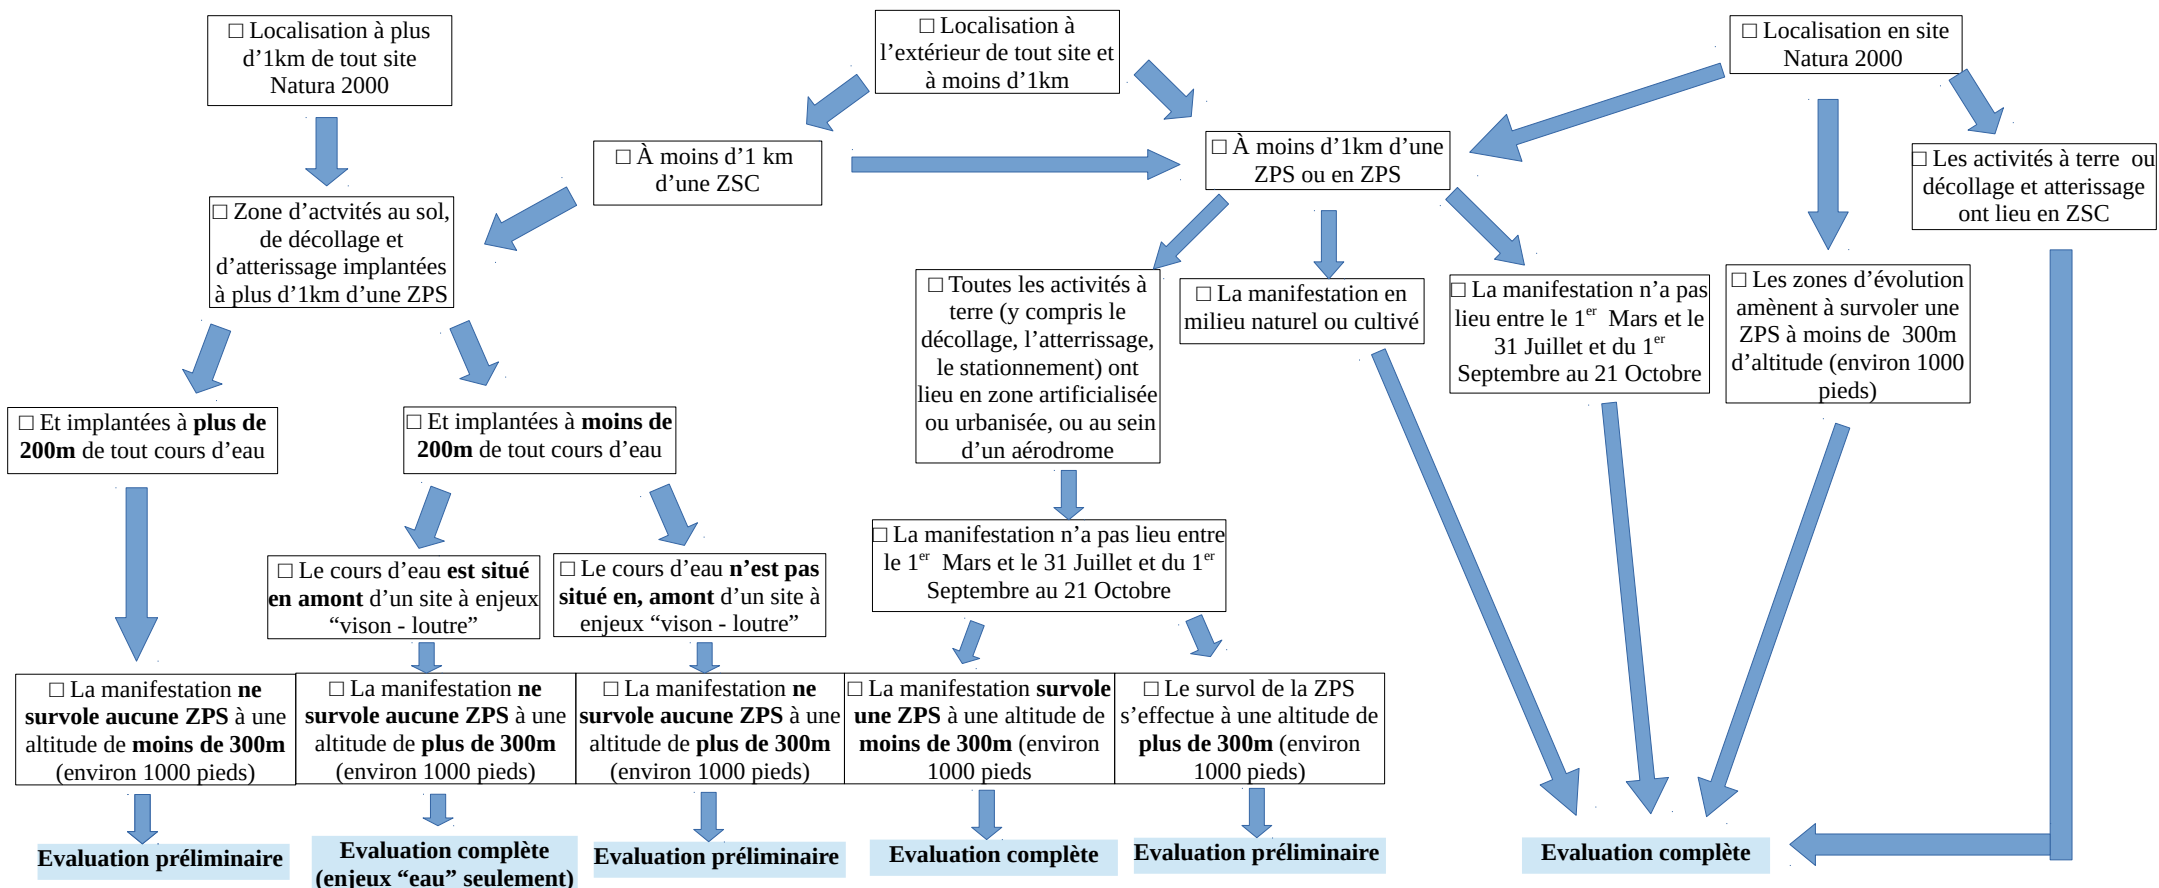 □ Localisation à plus
d’1km de tout site
Natura 2000
□ Localisation à
l’extérieur de tout site et
à moins d’1km
□ Localisation en site
Natura 2000
□ À moins d’1 km
d’une ZSC
□ À moins d’1km d’une
ZPS ou en ZPS
□ Les activités à terre ou
décollage et atterissage
ont lieu en ZSC
□ Zone d’actvités au sol,
de décollage et
d’atterissage implantées
à plus d’1km d’une ZPS
□ Toutes les activités à
terre (y compris le
décollage, l’atterrissage,
le stationnement) ont
lieu en zone artificialisée
ou urbanisée, ou au sein
d’un aérodrome
□ La manifestation en
milieu naturel ou cultivé
□ La manifestation n’a pas
lieu entre le 1er Mars et le
31 Juillet et du 1er
Septembre au 21 Octobre
□ Les zones d’évolution
amènent à survoler une
ZPS à moins de 300m
d’altitude (environ 1000
pieds)
□ Et implantées à plus de
200m de tout cours d’eau
□ Et implantées à moins de
200m de tout cours d’eau
□ Le cours d’eau est situé
en amont d’un site à enjeux
“vison - loutre”
□ Le cours d’eau n’est pas
situé en, amont d’un site à
enjeux “vison - loutre”
□ La manifestation n’a pas lieu entre
le 1er Mars et le 31 Juillet et du 1er
Septembre au 21 Octobre
□ La manifestation ne
survole aucune ZPS à une
altitude de moins de 300m
(environ 1000 pieds)
□ La manifestation ne
survole aucune ZPS à une
altitude de plus de 300m
(environ 1000 pieds)
□ La manifestation ne
survole aucune ZPS à une
altitude de plus de 300m
(environ 1000 pieds)
□ La manifestation survole
une ZPS à une altitude de
moins de 300m (environ
1000 pieds
□ Le survol de la ZPS
s’effectue à une altitude de
plus de 300m (environ
1000 pieds)
Evaluation préliminaire
Evaluation complète
(enjeux “eau” seulement)
Evaluation préliminaire
Evaluation complète
Evaluation préliminaire
Evaluation complète